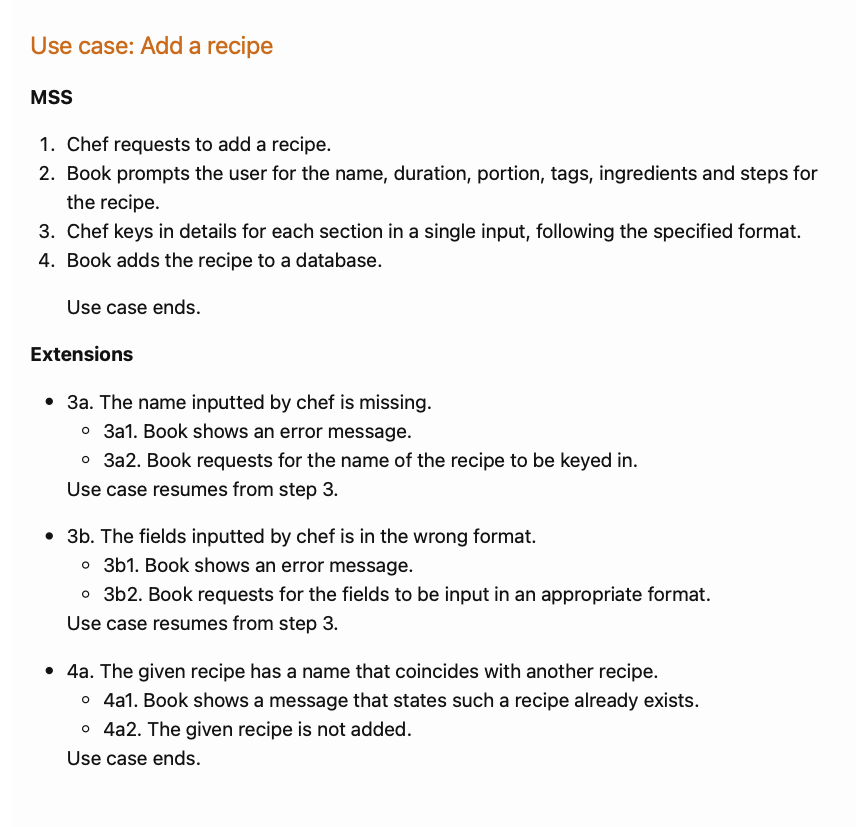 Use case: Add a recipe
MSS
1. Chef requests to add a recipe.
2. Book prompts the user for the name, duration, portion, tags, ingredients and steps for
the recipe.
3. Chef keys in details for each section in a single input, following the specified format.
4. Book adds the recipe to a database.
Use case ends.
Extensions
• 3a. The name inputted by chef is missing.
◦ 3a1. Book shows an error message.
◦ 3a2. Book requests for the name of the recipe to be keyed in.
Use case resumes from step 3.
• 3b. The fields inputted by chef is in the wrong format.
◦ 3b1. Book shows an error message.
◦ 3b2. Book requests for the fields to be input in an appropriate format.
Use case resumes from step 3.
• 4a. The given recipe has a name that coincides with another recipe.
◦ 4a1. Book shows a message that states such a recipe already exists.
◦ 4a2. The given recipe is not added.
Use case ends.